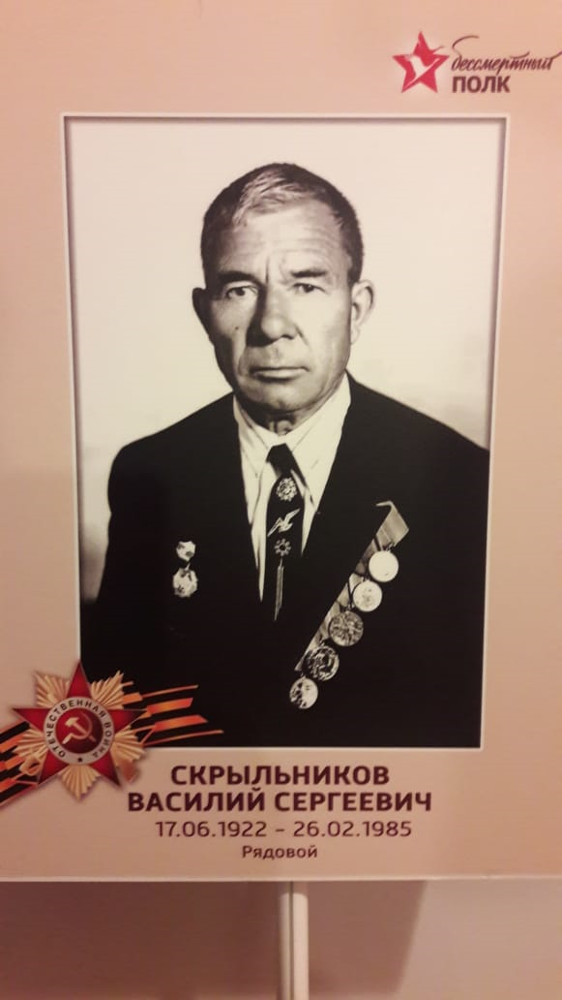 бессмертный
ПОЛК
ОТЕЧЕСТВЕННАЯ ВОЙНА
СКРЫЛЬНИКОВ
ВАСИЛИЙ СЕРГЕЕВИЧ
17.06.1922 - 26.02.1985
Рядовой